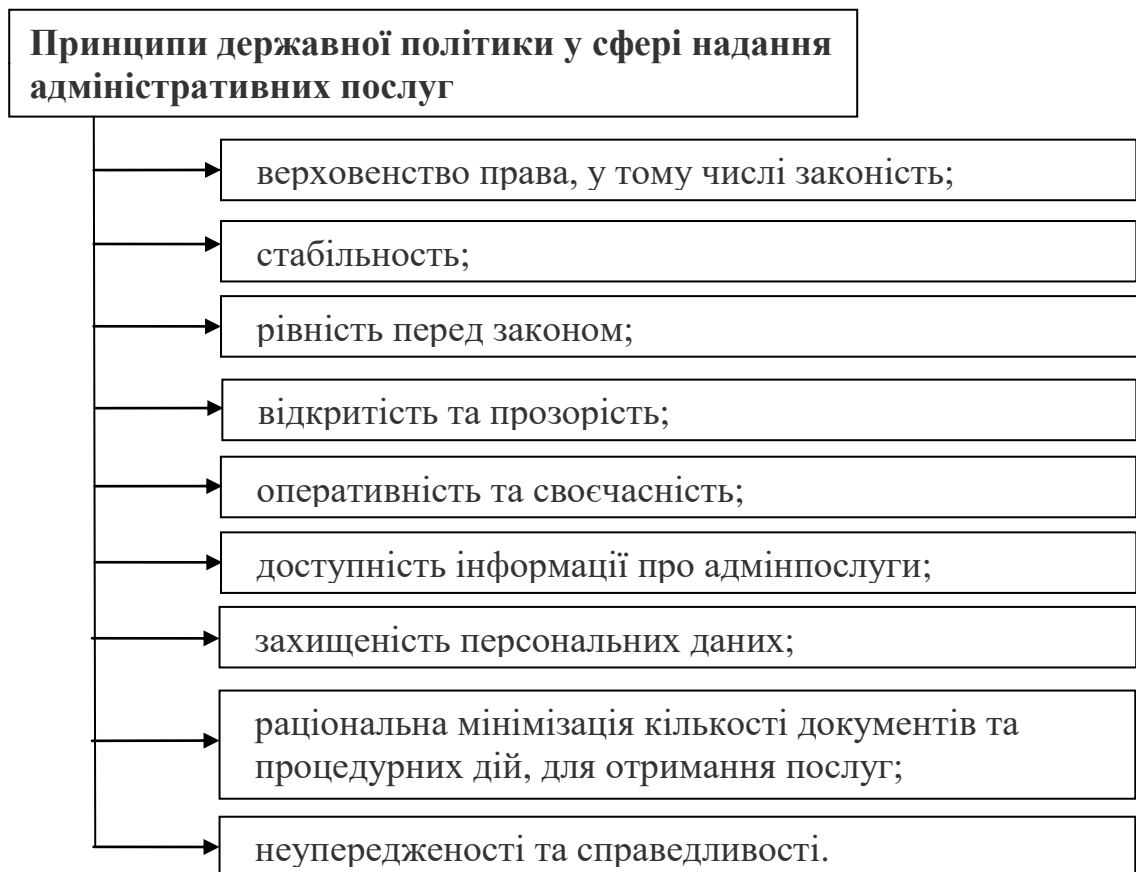 Принципи державної політики у сфері надання
адміністративних послуг
верховенство права, у тому числі законість;
стабільность;
рівність перед законом;
відкритість та прозорість;
оперативність та своєчасність;
доступність інформації про адмінпослуги;
захищеність персональних даних;
раціональна мінімізація кількості документів та
процедурних дій, для отримання послуг;
неупередженості та справедливості.